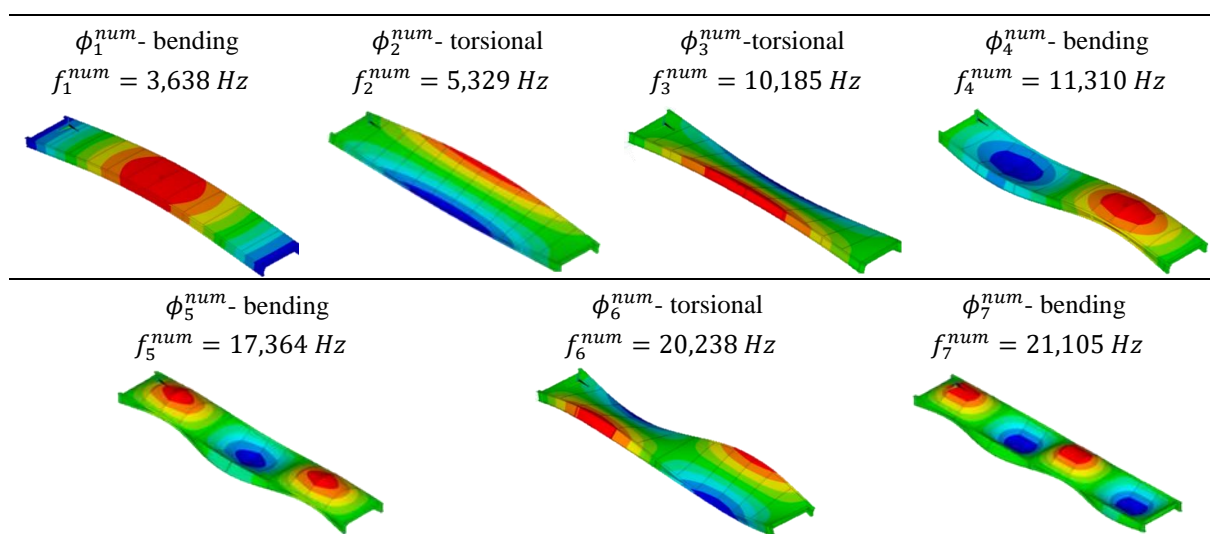 ϕ₁ⁿᵘᵐ- bending
f₁ⁿᵘᵐ = 3,638 Hz
ϕ₂ⁿᵘᵐ- torsional
f₂ⁿᵘᵐ = 5,329 Hz
ϕ₃ⁿᵘᵐ-torsional
f₃ⁿᵘᵐ = 10,185 Hz
ϕ₄ⁿᵘᵐ- bending
f₄ⁿᵘᵐ = 11,310 Hz
ϕ₅ⁿᵘᵐ- bending
f₅ⁿᵘᵐ = 17,364 Hz
ϕ₆ⁿᵘᵐ- torsional
f₆ⁿᵘᵐ = 20,238 Hz
ϕ₇ⁿᵘᵐ- bending
f₇ⁿᵘᵐ = 21,105 Hz